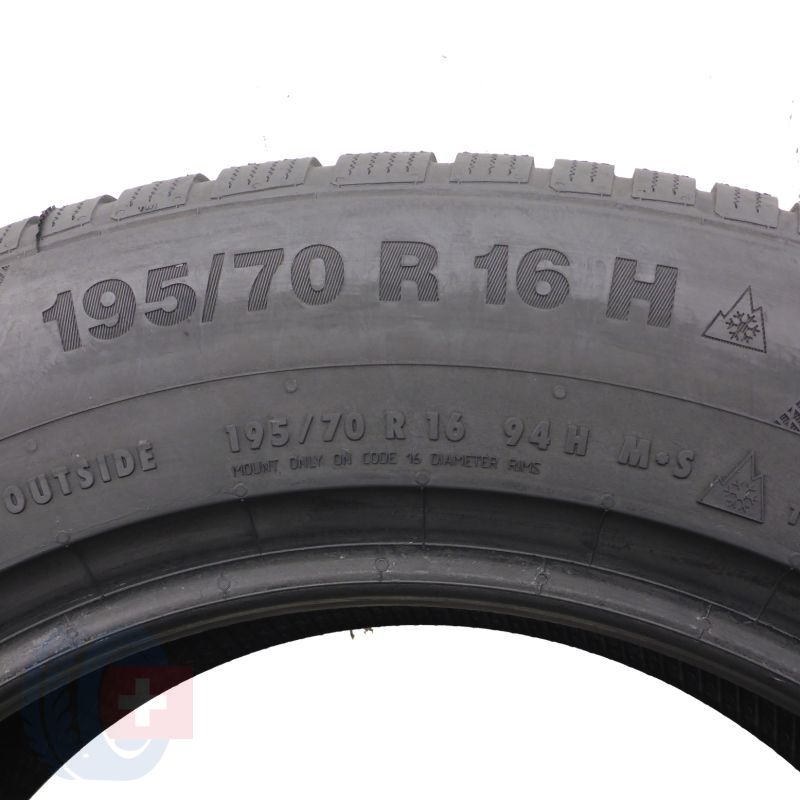 195/70 R 16 H
OUTSIDE 195/70 R 16 94 H M•S
MOUNT ONLY ON CODE 16 DIAMETER RIMS